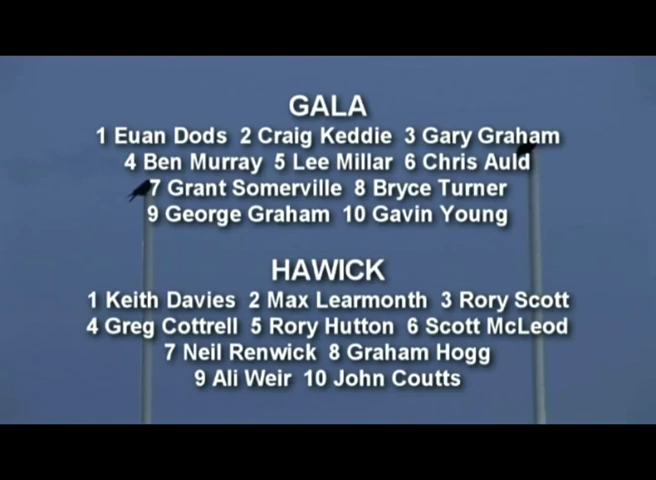 GALA
1 Euan Dods 2 Craig Keddie 3 Gary Graham
4 Ben Murray 5 Lee Millar 6 Chris Auld
7 Grant Somerville 8 Bryce Turner
9 George Graham 10 Gavin Young
HAWICK
1 Keith Davies 2 Max Learmonth 3 Rory Scott
4 Greg Cottrell 5 Rory Hutton 6 Scott McLeod
7 Neil Renwick 8 Graham Hogg
9 Ali Weir 10 John Coutts